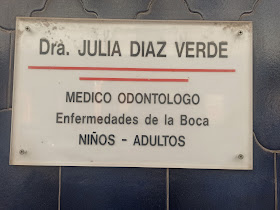 Dra. JULIA DIAZ VERDE
MEDICO ODONTOLOGO
Enfermedades de la Boca
NIÑOS - ADULTOS